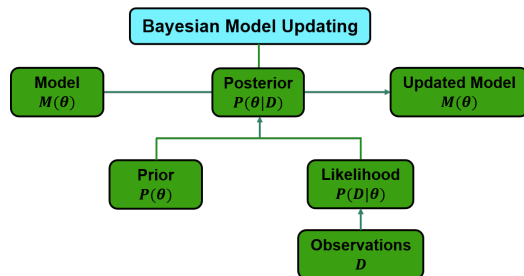 Bayesian Model Updating
Model
M(θ)
Posterior
P(θ|D)
Updated Model
M(θ)
Prior
P(θ)
Likelihood
P(D|θ)
Observations
D